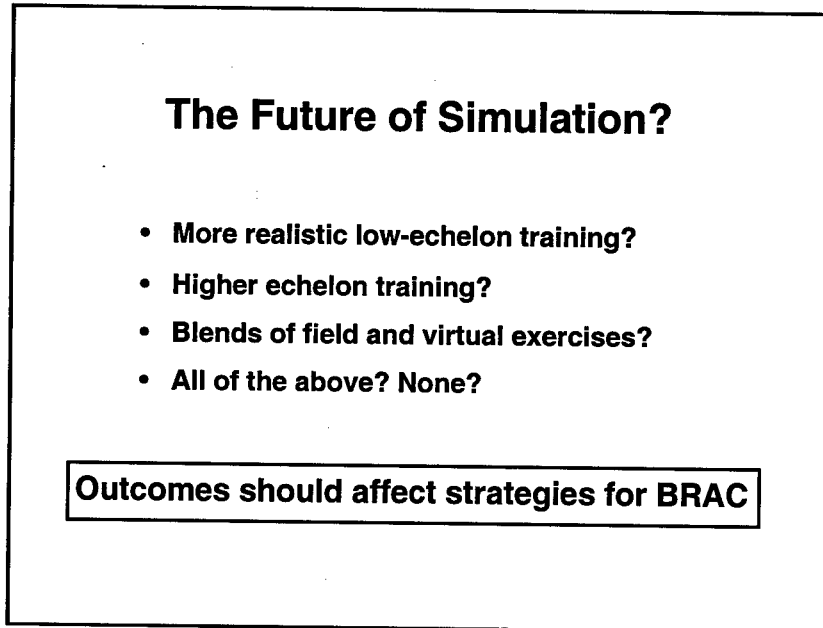 The Future of Simulation?
• More realistic low-echelon training?
• Higher echelon training?
• Blends of field and virtual exercises?
• All of the above? None?
Outcomes should affect strategies for BRAC